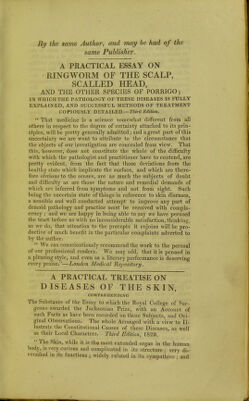 By the same Author, and may be had of the
same Publisher.
A PRACTICAL ESSAY ON
RINGWORM OF THE SCALP,
SCALLED HEAD,
AND THE OTHER SPECIES OF PORRIGO;
IN WHICH THE PATHOLOGY OF THESE DISEASES IS FULLY
EXPLAINED, AND SUCCESSFUL METHODS OF TREATMENT
COPIOUSLY DETAILED.—Third Edition.
" That medicine is a science somewhat different from all
others in respect to the degree of certainty attached to its prin-
ciples, will be pretty generally admitted; and a great part of this
uncertainty we are wont to attribute to the circumstance that
the objects of our investigation are concealed from view. That
this, however, does not constitute the whole of the difficulty
with which the pathologist and practitioner have to contend, are
pretty evident, from the fact that those deviations from the
healthy state which implicate the surface, and which are there-
fore obvious to the senses, are as much the subjects of doubt
and difficulty as are those the nature and essential demands of
which are inferred from symptoms and not from sight. Such
being the uncertain state of things in reference to skin diseases,
a sensible and well conducted attempt to improve any part of
dermoid pathology and practice must be received with complа-
cency; and we are happy in being able to say we have perused
the tract before us with no inconsiderable satisfaction, thinking,
as we do, that attention to the precepts it enjoins will be pro-
ductive of much benefit in the particular complaints adverted to
by the author.
" We can conscientiously recommend the work to the perusal
of our professional readers. We may add, that it is penned in
a pleasing style, and even as a literary performance is deserving
every praise."—London Medical Repository.
A PRACTICAL TREATISE ON
DISEASES OF THE SKIN,
COMPREHENDING
The Substance of the Essay to which the Royal College of Sur-
geons awarded the Jacksonian Prize, with an Account of
such Facts as have been recorded on these Subjects, and Ori-
ginal Observations. The whole Arranged with a view to Il-
lustrate the Constitutional Causes of these Diseases, as well
as their Local Characters. Third Edition, 1829.
" The Skin, while it is the most extended organ in the human
body, is very curious and complicated in its structure; very di-
versified in its functions; widely related in its sympathies; and